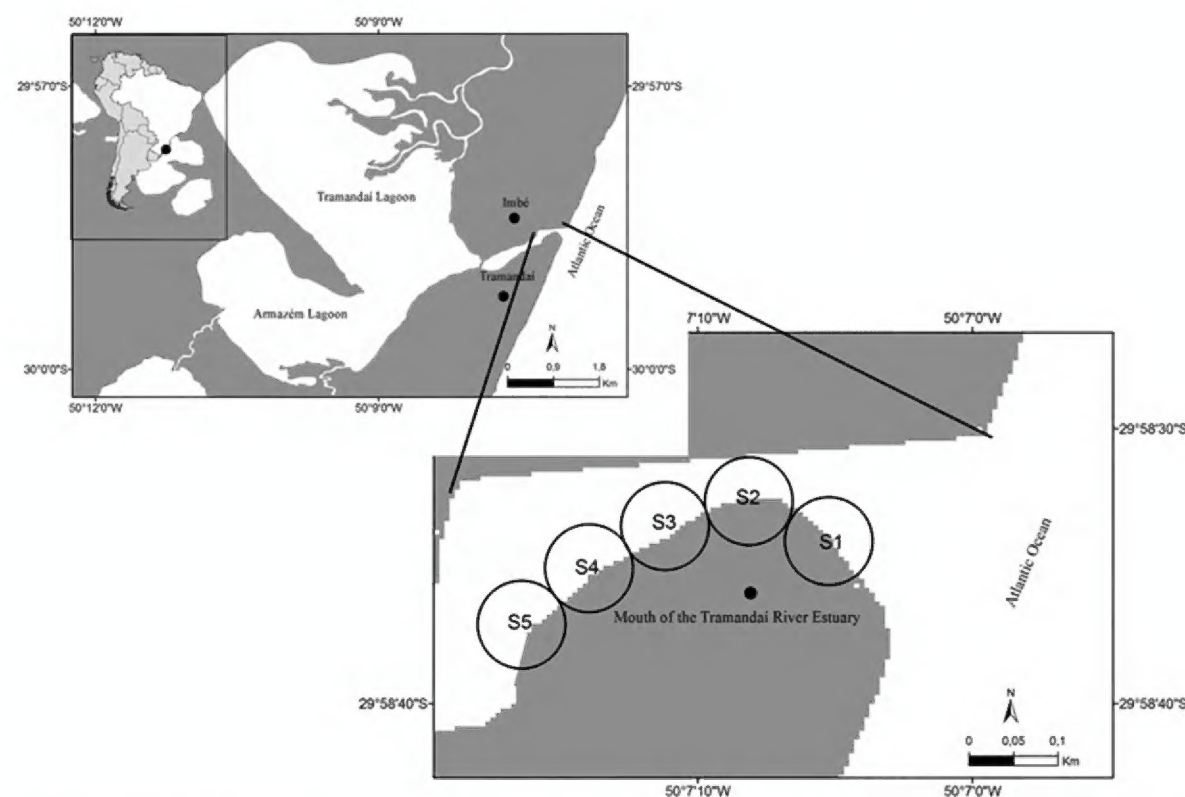 50°12'0"W
50°9'0"W
29°57'0"S
29°57'0"S
Tramandaí Lagoon
Imbé
Atlantic Ocean
Tramandaí
Armazém Lagoon
N
0 0,9 1,8
Km
30°0'0"S
30°0'0"S
50°12'0"W
50°9'0"W
7'10"W
50°7'0"W
29°58'30"S
S2
S3
S1
S4
S5
Atlantic Ocean
Mouth of the Tramandaí River Estuary
29°58'40"S
29°58'40"S
N
0 0,05 0,1
Km
50°7'10"W
50°7'0"W